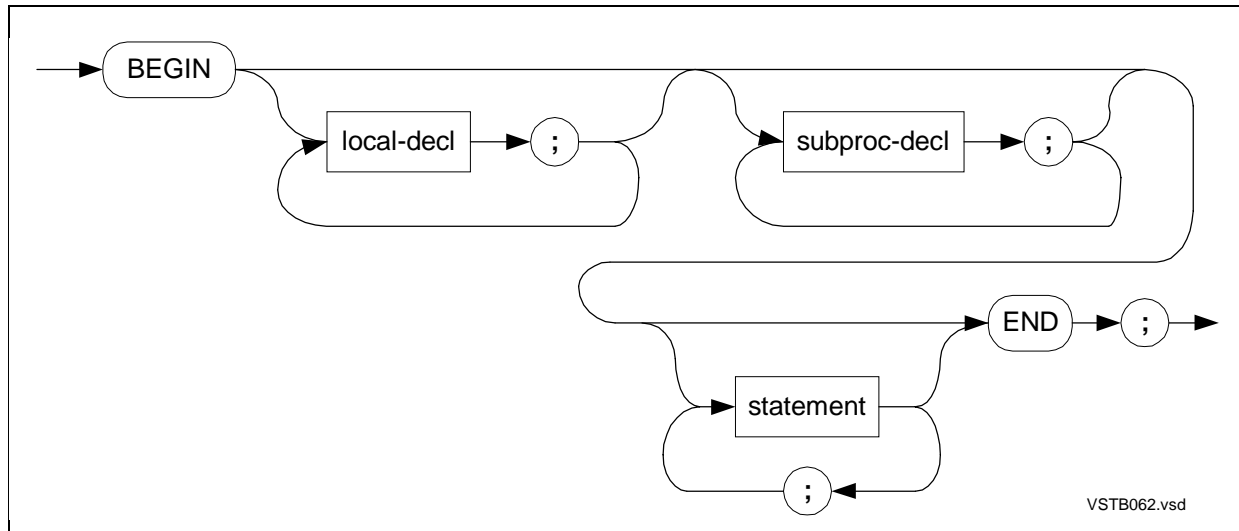 BEGIN
local-decl ;
subproc-decl ;
END ;
statement
;
VSTB062.vsd